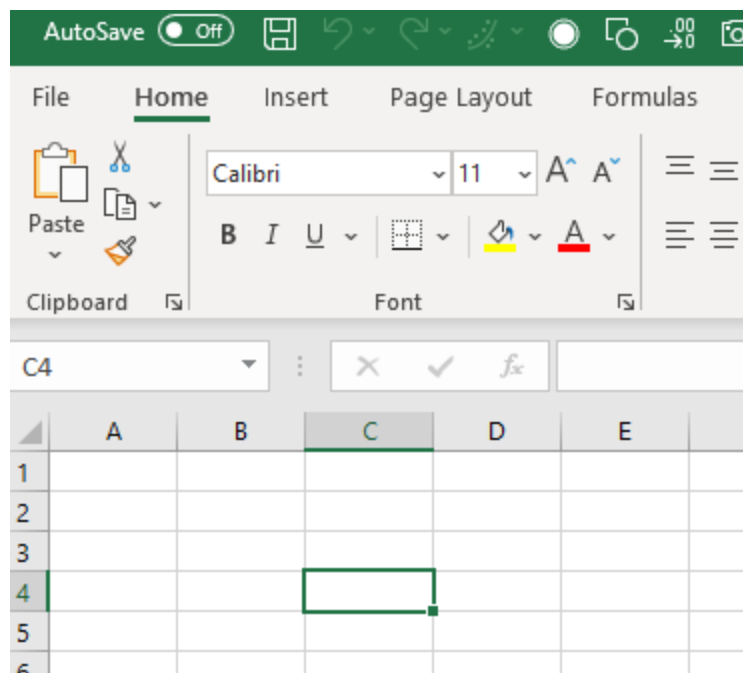 AutoSave Off
File Home Insert Page Layout Formulas
Calibri 11 A A
Paste
B I U A
Clipboard Font
C4 fx
A B C D E
1
2
3
4
5
6